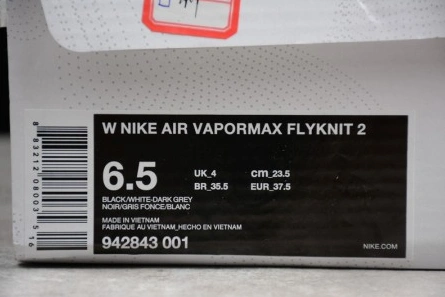 W NIKE AIR VAPORMAX FLYKNIT 2
6.5
UK_4 cm_23.5
BR_35.5 EUR_37.5
BLACK/WHITE-DARK GREY
NOIR/GRIS FONCE/BLANC
MADE IN VIETNAM
FABRIQUE AU VIETNAM_HECHO EN VIETNAM
942843 001
NIKE.COM
8 83212 08003 5 16